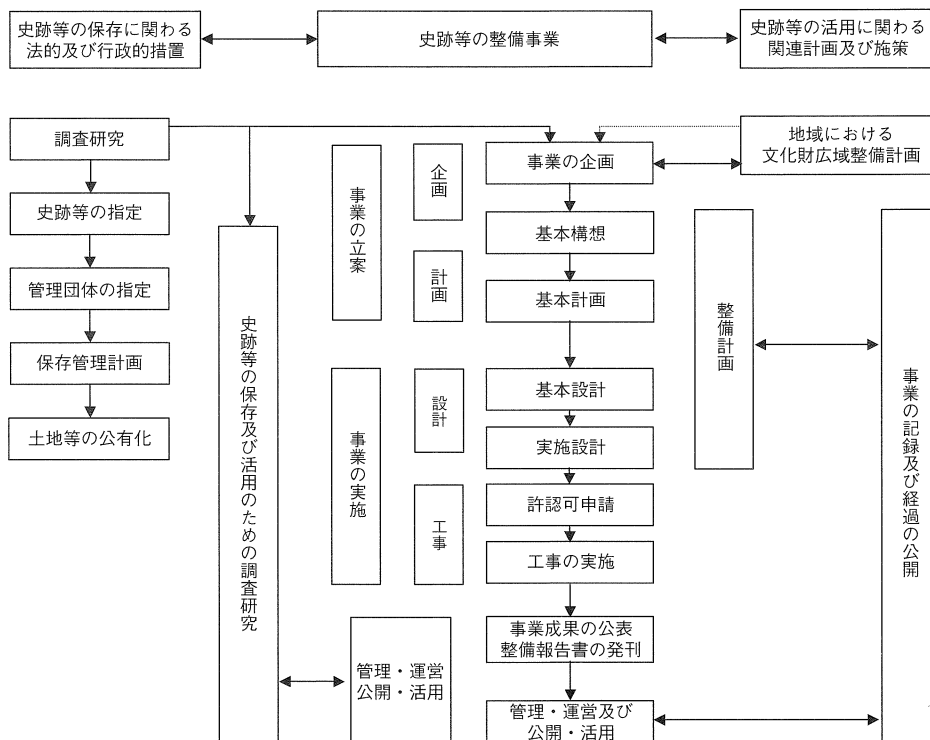 史跡等の保存に関わる
法的及び行政的措置
史跡等の整備事業
史跡等の活用に関わる
関連計画及び施策
調査研究
史跡等の指定
管理団体の指定
保存管理計画
土地等の公有化
史跡等の保存及び活用のための調査研究
事業の立案
事業の実施
管理・運営
公開・活用
企画
計画
設計
工事
事業の企画
基本構想
基本計画
基本設計
実施設計
許認可申請
工事の実施
事業成果の公表
整備報告書の発刊
管理・運営及び
公開・活用
地域における
文化財広域整備計画
整備計画
事業の記録及び経過の公開